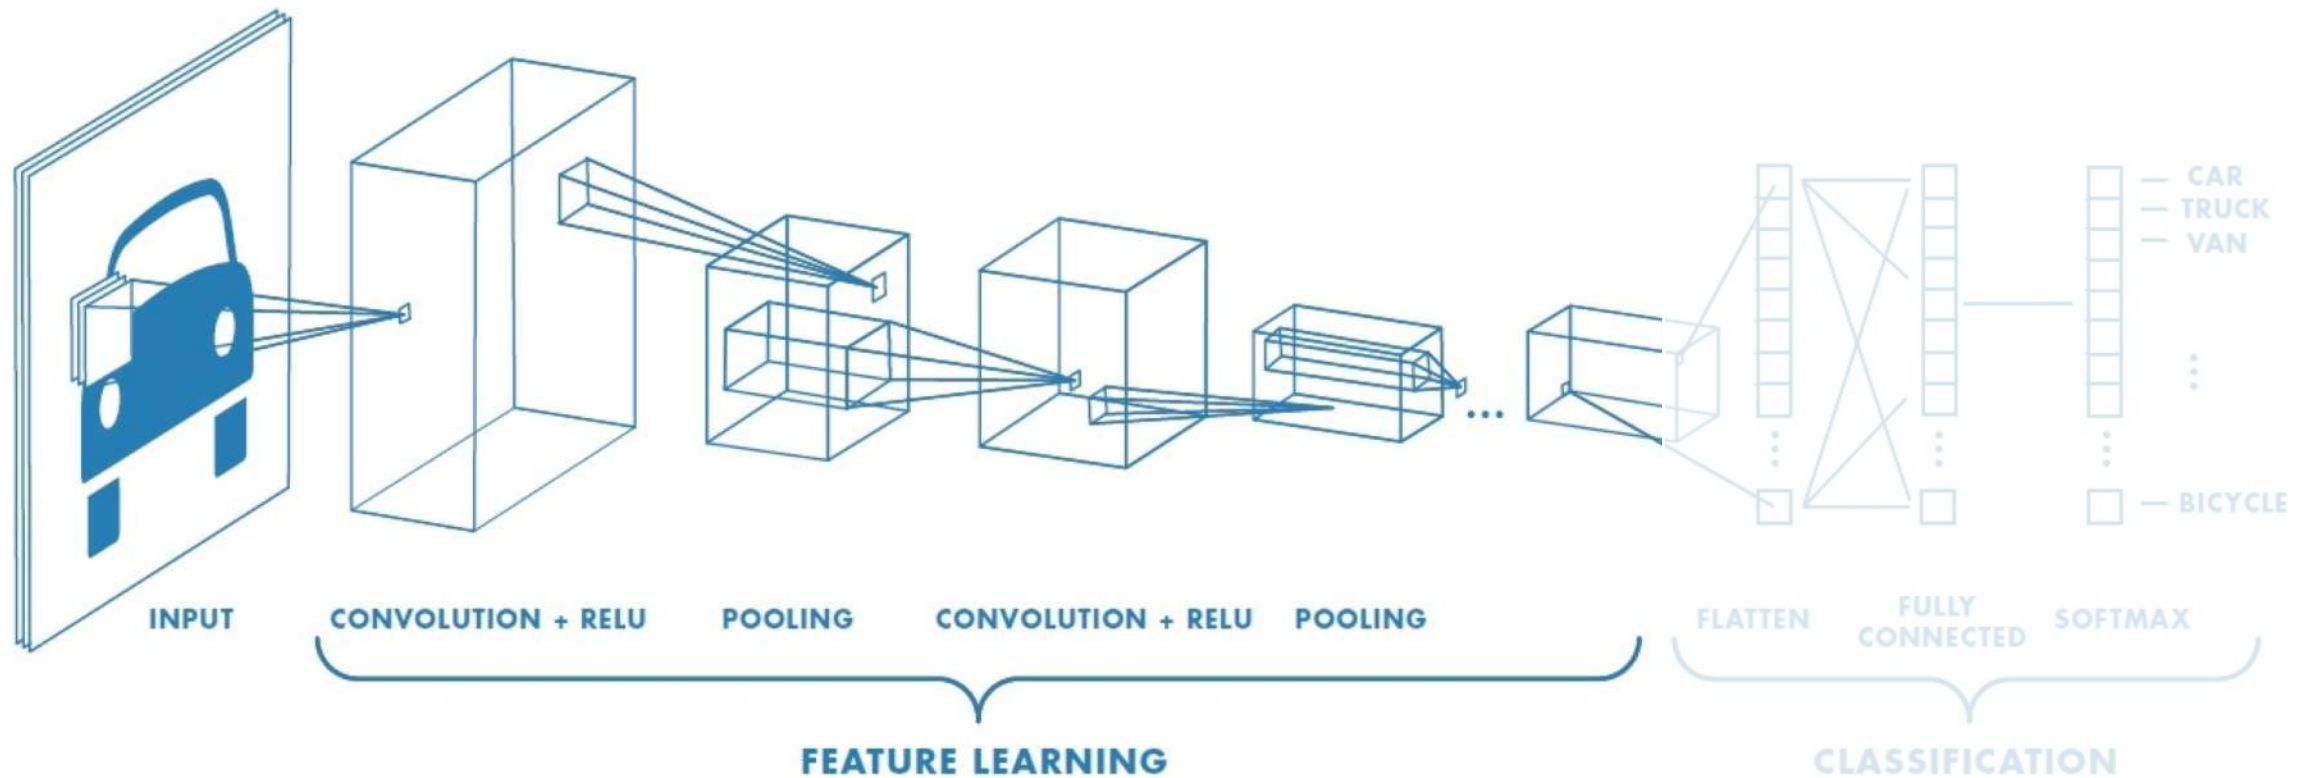 CAR
TRUCK
VAN
BICYCLE
INPUT
CONVOLUTION + RELU
POOLING
CONVOLUTION + RELU
POOLING
FLATTEN
FULLY
CONNECTED
SOFTMAX
FEATURE LEARNING
CLASSIFICATION